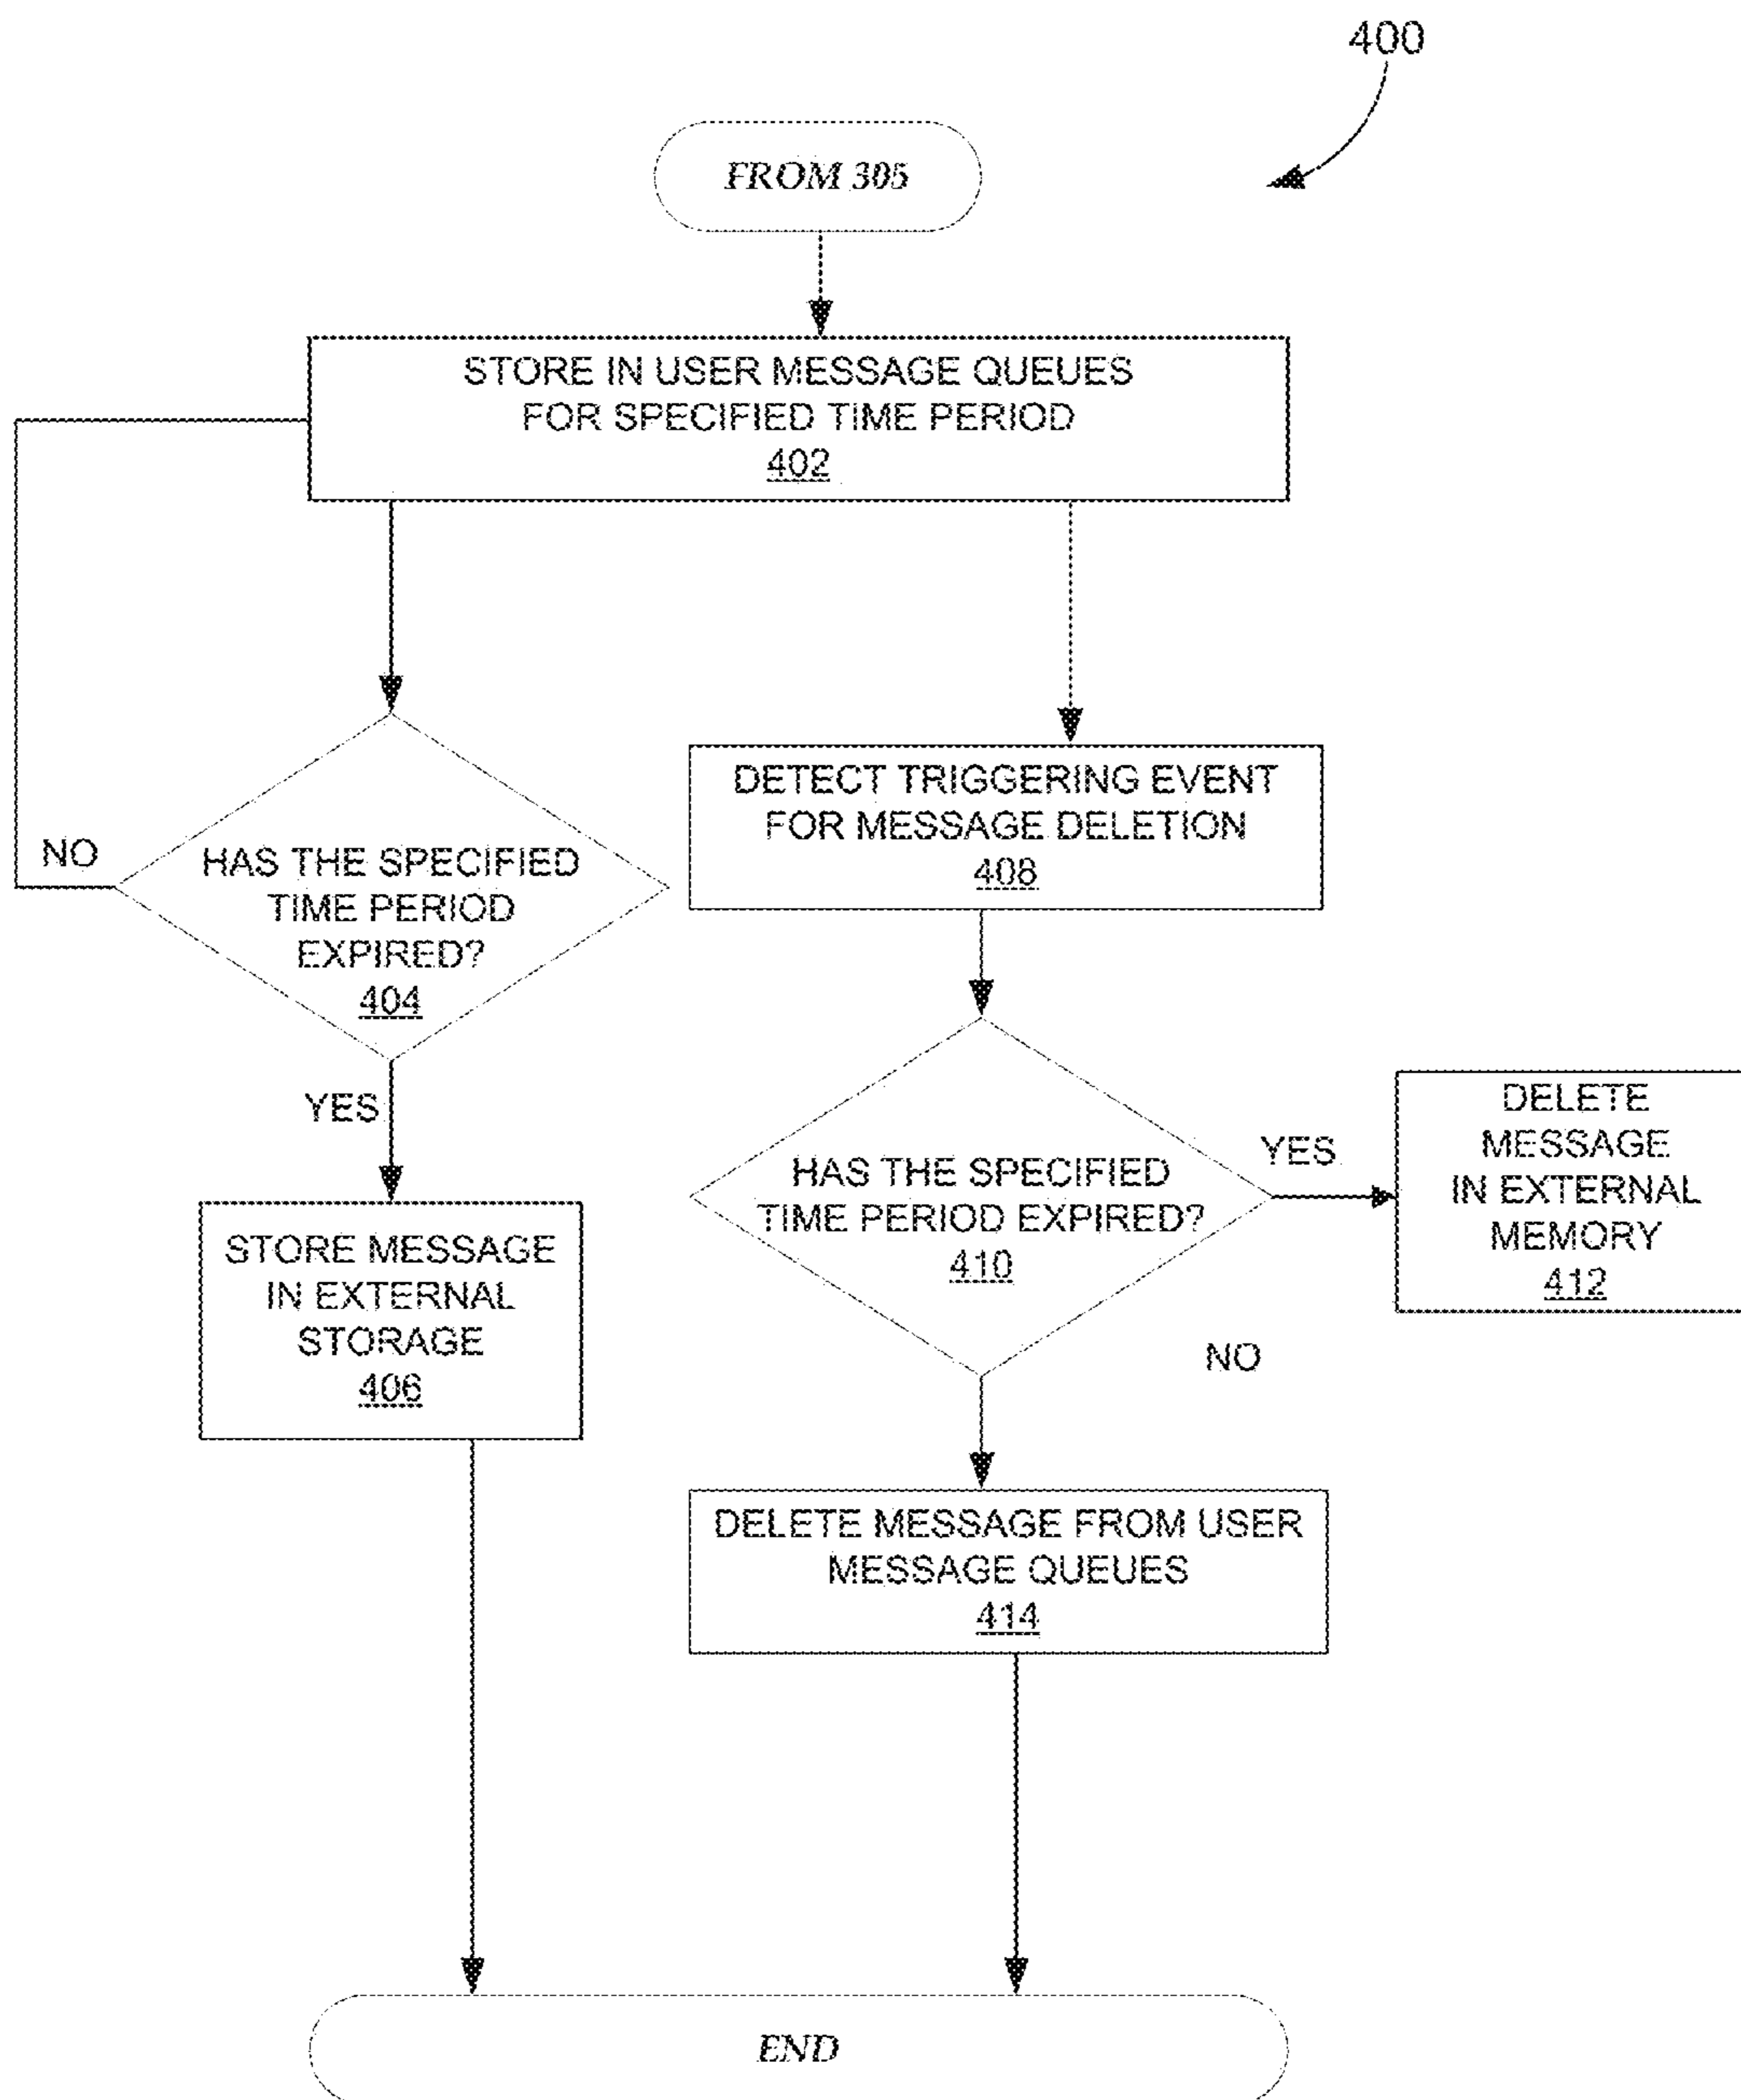 400
FROM 305
STORE IN USER MESSAGE QUEUES
FOR SPECIFIED TIME PERIOD
402
NO
HAS THE SPECIFIED
TIME PERIOD
EXPIRED?
404
YES
STORE MESSAGE
IN EXTERNAL
STORAGE
406
DETECT TRIGGERING EVENT
FOR MESSAGE DELETION
408
HAS THE SPECIFIED
TIME PERIOD EXPIRED?
410
YES
DELETE
MESSAGE
IN EXTERNAL
MEMORY
412
NO
DELETE MESSAGE FROM USER
MESSAGE QUEUES
414
END